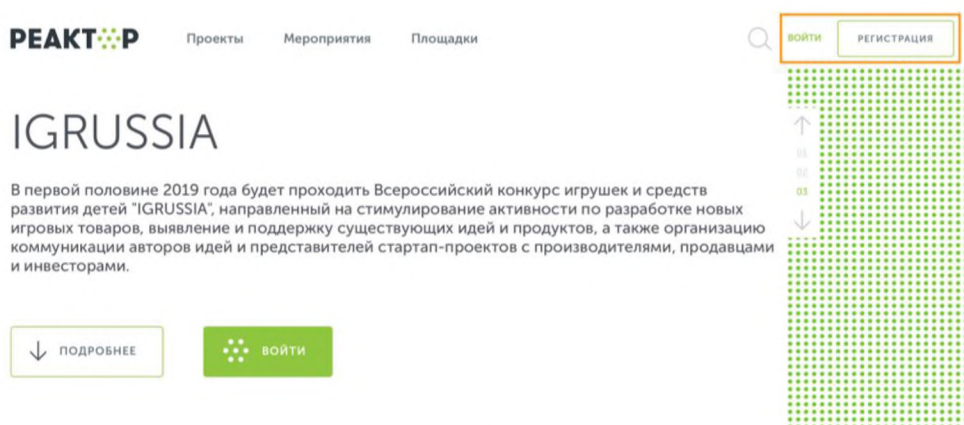 РЕАКТОР
Проекты Мероприятия Площадки
ВОЙТИ РЕГИСТРАЦИЯ
IGRUSSIA
В первой половине 2019 года будет проходить Всероссийский конкурс игрушек и средств
развития детей "IGRUSSIA", направленный на стимулирование активности по разработке новых
игровых товаров, выявление и поддержку существующих идей и продуктов, а также организацию
коммуникации авторов идей и представителей стартап-проектов с производителями, продавцами
и инвесторами.
01
02
03
ПОДРОБНЕЕ
ВОЙТИ